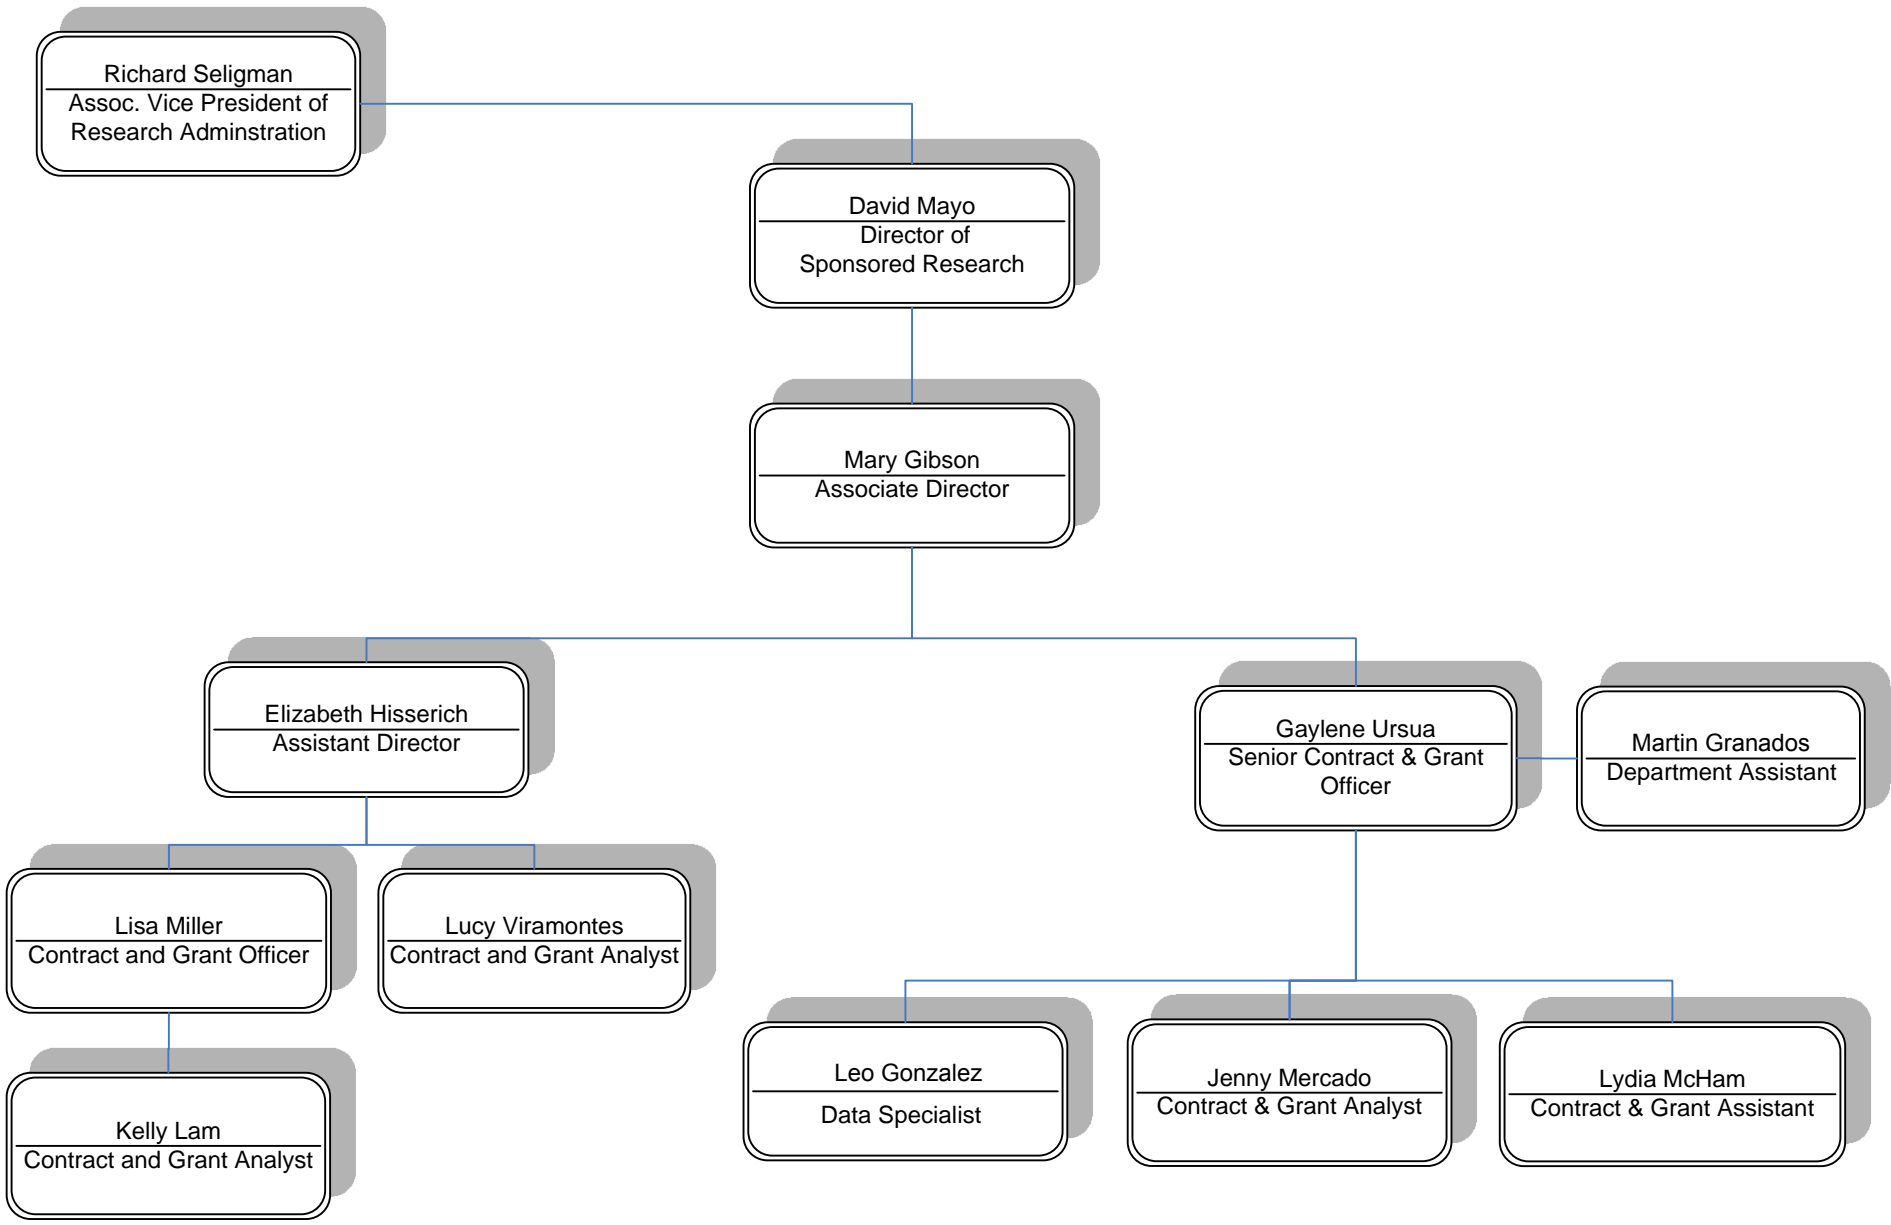 Richard Seligman
Assoc. Vice President of
Research Adminstration
David Mayo
Director of
Sponsored Research
Mary Gibson
Associate Director
Elizabeth Hisserich
Assistant Director
Gaylene Ursua
Senior Contract & Grant
Officer
Martin Granados
Department Assistant
Lisa Miller
Contract and Grant Officer
Lucy Viramontes
Contract and Grant Analyst
Kelly Lam
Contract and Grant Analyst
Leo Gonzalez
Data Specialist
Jenny Mercado
Contract & Grant Analyst
Lydia McHam
Contract & Grant Assistant